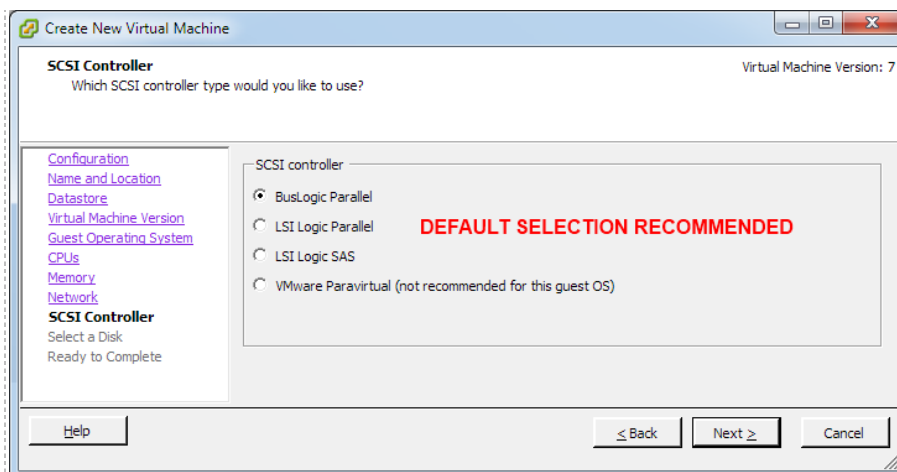 Create New Virtual Machine
SCSI Controller
Which SCSI controller type would you like to use?
Virtual Machine Version: 7
Configuration
Name and Location
Datastore
Virtual Machine Version
Guest Operating System
CPUs
Memory
Network
SCSI Controller
Select a Disk
Ready to Complete
SCSI controller
BusLogic Parallel
LSI Logic Parallel
DEFAULT SELECTION RECOMMENDED
LSI Logic SAS
VMware Paravirtual (not recommended for this guest OS)
Help
< Back
Next >
Cancel